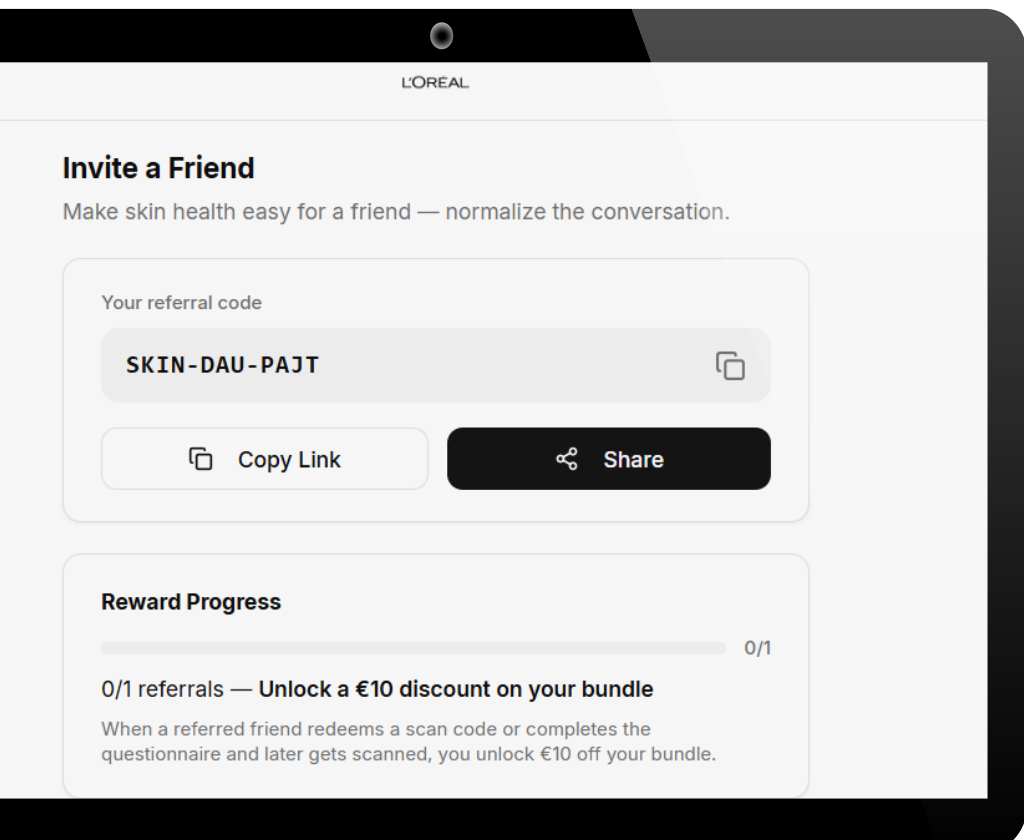 L'ORÉAL
Invite a Friend
Make skin health easy for a friend — normalize the conversation.
Your referral code
SKIN-DAU-PAJT
Copy Link
Share
Reward Progress
0/1
0/1 referrals — Unlock a €10 discount on your bundle
When a referred friend redeems a scan code or completes the
questionnaire and later gets scanned, you unlock €10 off your bundle.